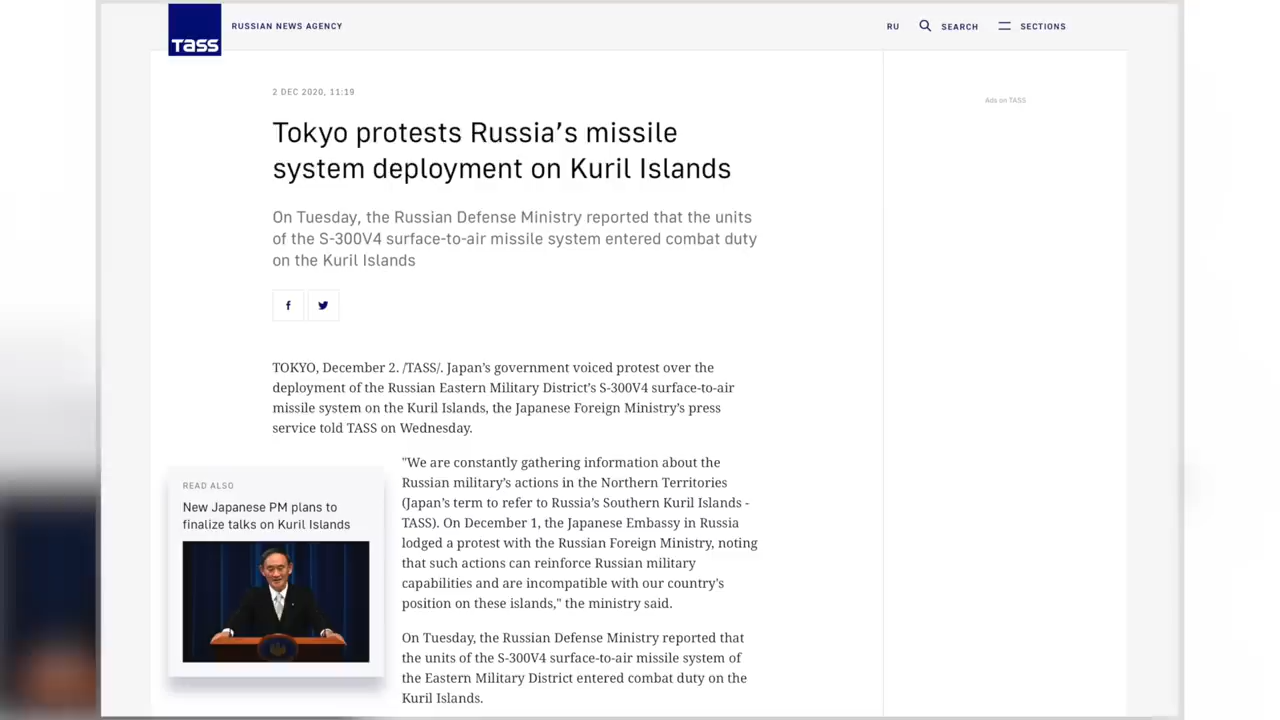 TASS
RUSSIAN NEWS AGENCY
RU
SEARCH
SECTIONS
2 DEC 2020, 11:19
Ads on TASS
Tokyo protests Russia’s missile
system deployment on Kuril Islands
On Tuesday, the Russian Defense Ministry reported that the units
of the S-300V4 surface-to-air missile system entered combat duty
on the Kuril Islands
f
TOKYO, December 2. /TASS/. Japan’s government voiced protest over the
deployment of the Russian Eastern Military District’s S-300V4 surface-to-air
missile system on the Kuril Islands, the Japanese Foreign Ministry’s press
service told TASS on Wednesday.
READ ALSO
New Japanese PM plans to
finalize talks on Kuril Islands
"We are constantly gathering information about the
Russian military’s actions in the Northern Territories
(Japan’s term to refer to Russia’s Southern Kuril Islands -
TASS). On December 1, the Japanese Embassy in Russia
lodged a protest with the Russian Foreign Ministry, noting
that such actions can reinforce Russian military
capabilities and are incompatible with our country’s
position on these islands," the ministry said.
On Tuesday, the Russian Defense Ministry reported that
the units of the S-300V4 surface-to-air missile system of
the Eastern Military District entered combat duty on the
Kuril Islands.